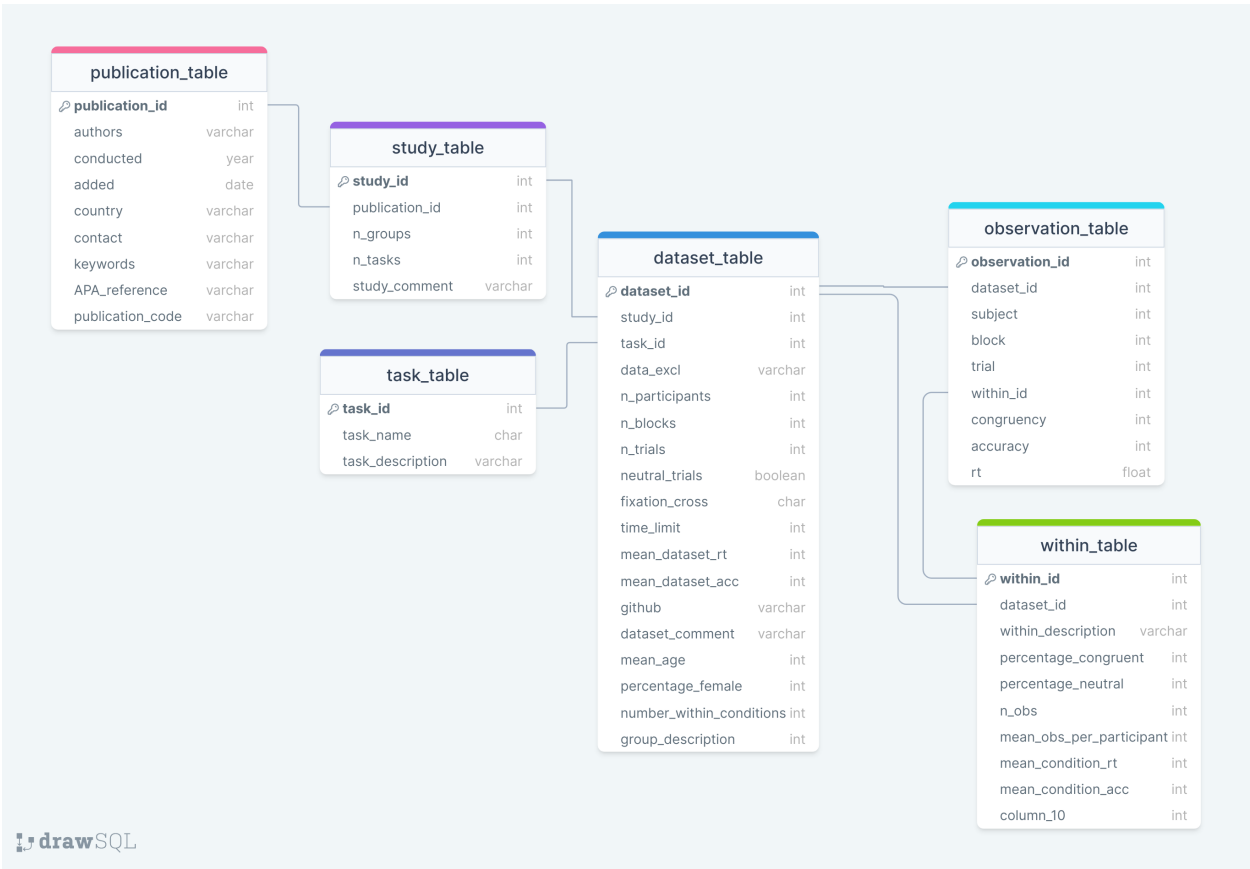 publication_table
publication_id int
authors varchar
conducted year
added date
country varchar
contact varchar
keywords varchar
APA_reference varchar
publication_code varchar
study_table
study_id int
publication_id int
n_groups int
n_tasks int
study_comment varchar
task_table
task_id int
task_name char
task_description varchar
dataset_table
dataset_id int
study_id int
task_id int
data_excl varchar
n_participants int
n_blocks int
n_trials int
neutral_trials boolean
fixation_cross char
time_limit int
mean_dataset_rt int
mean_dataset_acc int
github varchar
dataset_comment varchar
mean_age int
percentage_female int
number_within_conditions int
group_description int
observation_table
observation_id int
dataset_id int
subject int
block int
trial int
within_id int
congruency int
accuracy int
rt float
within_table
within_id int
dataset_id int
within_description varchar
percentage_congruent int
percentage_neutral int
n_obs int
mean_obs_per_participant int
mean_condition_rt int
mean_condition_acc int
column_10 int
drawSQL